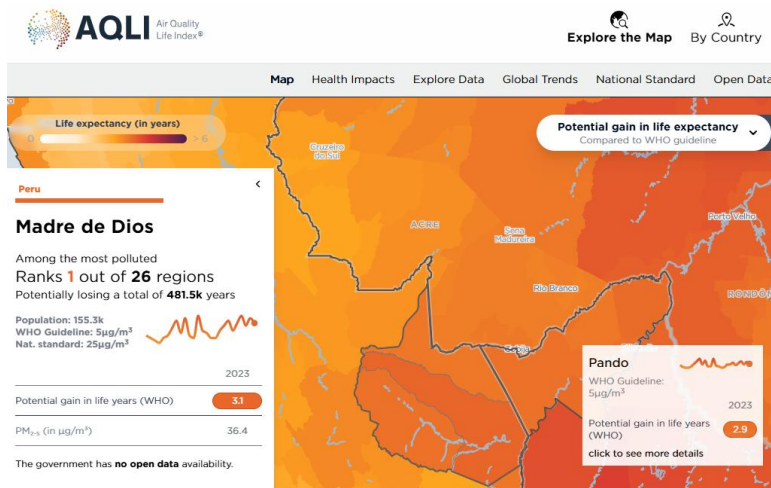 AQLI Air Quality
Life Index®
Explore the Map
By Country
Map Health Impacts Explore Data Global Trends National Standard Open Data
Life expectancy (in years)
0 > 6
Potential gain in life expectancy
Compared to WHO guideline
Cruzeiro
do Sul
ACRE
Sena
Madureira
Porto Velho
Rio Branco
Peru
Madre de Dios
Among the most polluted
Ranks 1 out of 26 regions
Potentially losing a total of 481.5k years
Population: 155.3k
WHO Guideline: 5µg/m³
Nat. standard: 25µg/m³
2023
Potential gain in life years (WHO) 3.1
PM₂.₅ (in µg/m³) 36.4
The government has no open data availability.
Pando
WHO Guideline:
5µg/m³
2023
Potential gain in life years
(WHO) 2.9
click to see more details